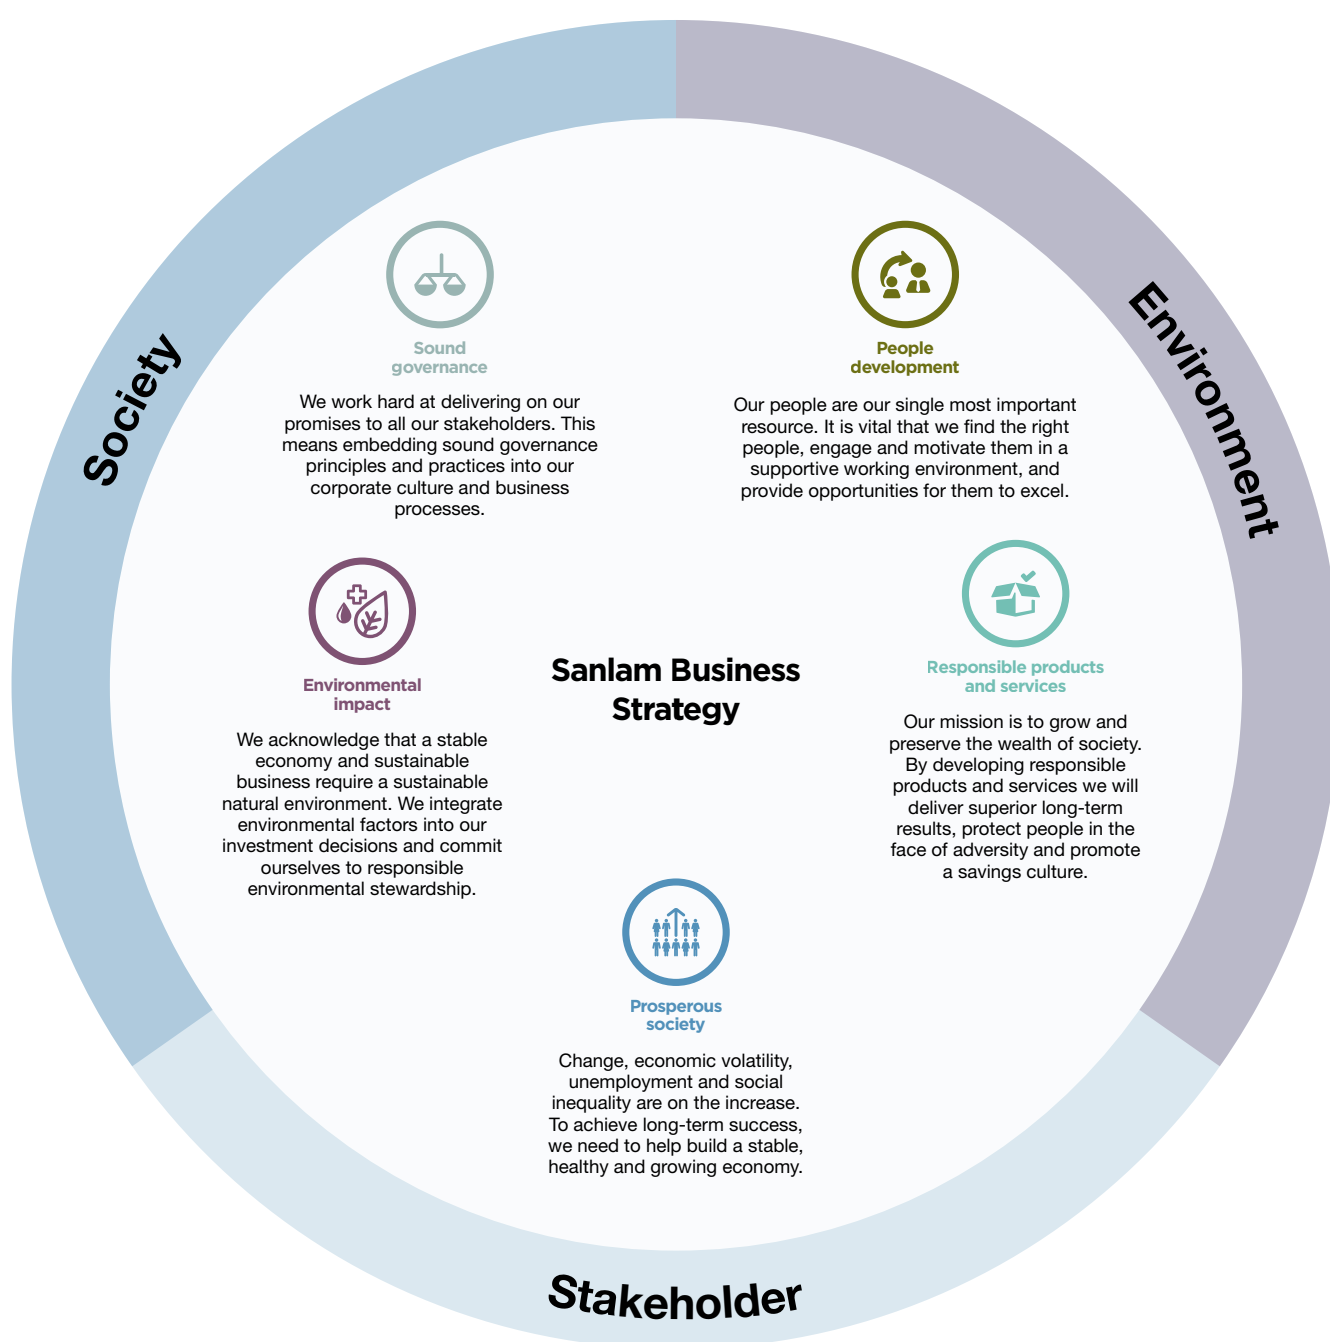 Society
Environment
Sound
governance
We work hard at delivering on our
promises to all our stakeholders. This
means embedding sound governance
principles and practices into our
corporate culture and business
processes.
People
development
Our people are our single most important
resource. It is vital that we find the right
people, engage and motivate them in a
supportive working environment, and
provide opportunities for them to excel.
Environmental
impact
We acknowledge that a stable
economy and sustainable
business require a sustainable
natural environment. We integrate
environmental factors into our
investment decisions and commit
ourselves to responsible
environmental stewardship.
Sanlam Business
Strategy
Responsible products
and services
Our mission is to grow and
preserve the wealth of society.
By developing responsible
products and services we will
deliver superior long-term
results, protect people in the
face of adversity and promote
a savings culture.
Prosperous
society
Change, economic volatility,
unemployment and social
inequality are on the increase.
To achieve long-term success,
we need to help build a stable,
healthy and growing economy.
Stakeholder